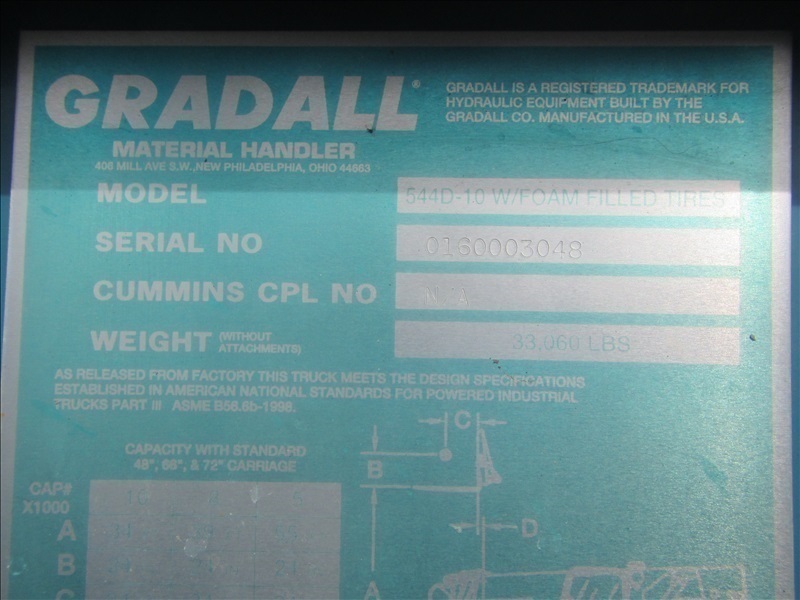 GRADALL®
GRADALL IS A REGISTERED TRADEMARK FOR
HYDRAULIC EQUIPMENT BUILT BY THE
GRADALL CO. MANUFACTURED IN THE U.S.A.
MATERIAL HANDLER
406 MILL AVE S.W., NEW PHILADELPHIA, OHIO 44663
MODEL 544D-10 W/FOAM FILLED TIRES
SERIAL NO 0160003048
CUMMINS CPL NO N/A
WEIGHT (WITHOUT ATTACHMENTS) 33,060 LBS
AS RELEASED FROM FACTORY THIS TRUCK MEETS THE DESIGN SPECIFICATIONS
ESTABLISHED IN AMERICAN NATIONAL STANDARDS FOR POWERED INDUSTRIAL
TRUCKS PART III ASME B56.6b-1998.
CAPACITY WITH STANDARD
48", 66", & 72" CARRIAGE
CAP#
X1000
A
B
C
C
B
D
A